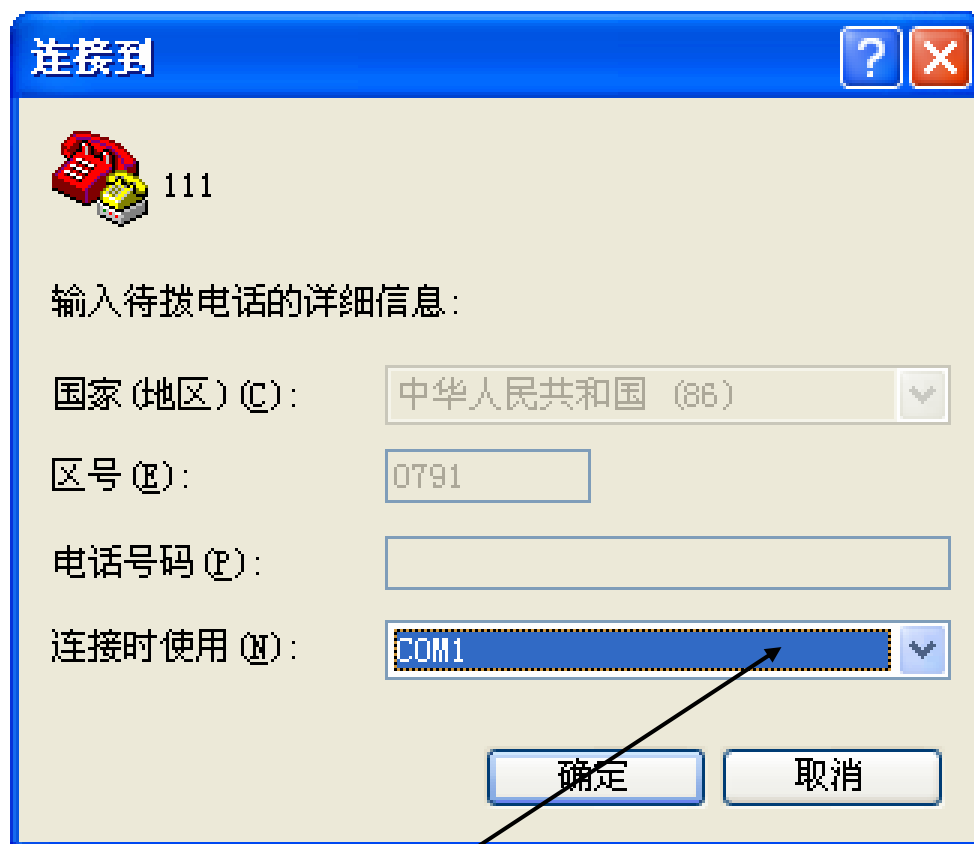 连接到
111
输入待拨电话的详细信息:
国家(地区)(C): 中华人民共和国 (86)
区号(E): 0791
电话号码(P):
连接时使用(N): COM1
确定 取消